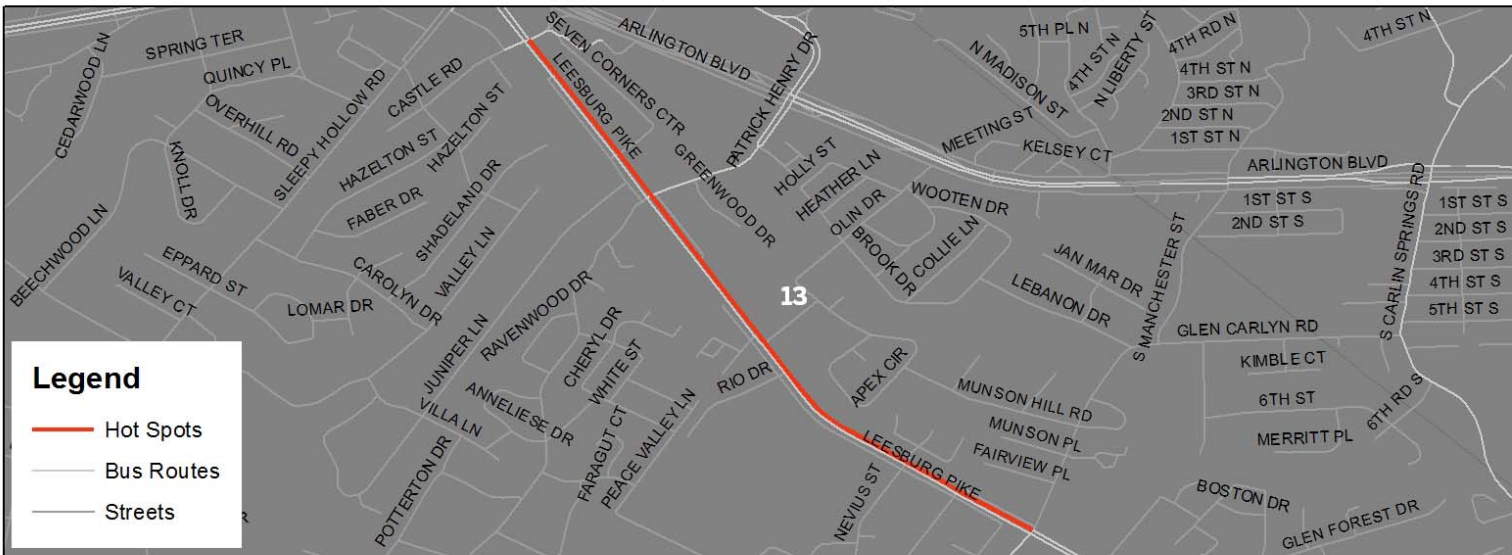 CEDARWOOD LN
SPRING TER
QUINCY PL
OVERHILL RD
SLEEPY HOLLOW RD
CASTLE RD
HAZELTON ST
HAZELTON ST
KNOLL DR
FABER DR
SHADELAND DR
BEECHWOOD LN
EPPARD ST
VALLEY CT
LOMAR DR
CAROLYN DR
VALLEY LN
SEVEN CORNERS CTR
LEESBURG PIKE
ARLINGTON BLVD
PATRICK HENRY DR
GREENWOOD DR
HOLLY ST
HEATHER LN
OLIN DR
BROOK DR
COLLIE LN
WOOTEN DR
N MADISON ST
5TH PL N
4TH ST N
N LIBERTY ST
4TH RD N
4TH ST N
4TH ST N
3RD ST N
2ND ST N
1ST ST N
MEETING ST
KELSEY CT
ARLINGTON BLVD
1ST ST S
2ND ST S
S MANCHESTER ST
S CARLIN SPRINGS RD
1ST ST S
2ND ST S
3RD ST S
4TH ST S
5TH ST S
JAN MAR DR
LEBANON DR
13
GLEN CARLYN RD
KIMBLE CT
6TH ST
MERRITT PL
6TH RD S
JUNIPER LN
RAVENWOOD DR
CHERYL DR
WHITE ST
ANNELIESE DR
VILLA LN
POTTERTON DR
FARAGUT CT
PEACE VALLEY LN
RIO DR
APEX CIR
MUNSON HILL RD
MUNSON PL
FAIRVIEW PL
LEESBURG PIKE
NEVIUS ST
BOSTON DR
GLEN FOREST DR
Legend
Hot Spots
Bus Routes
Streets